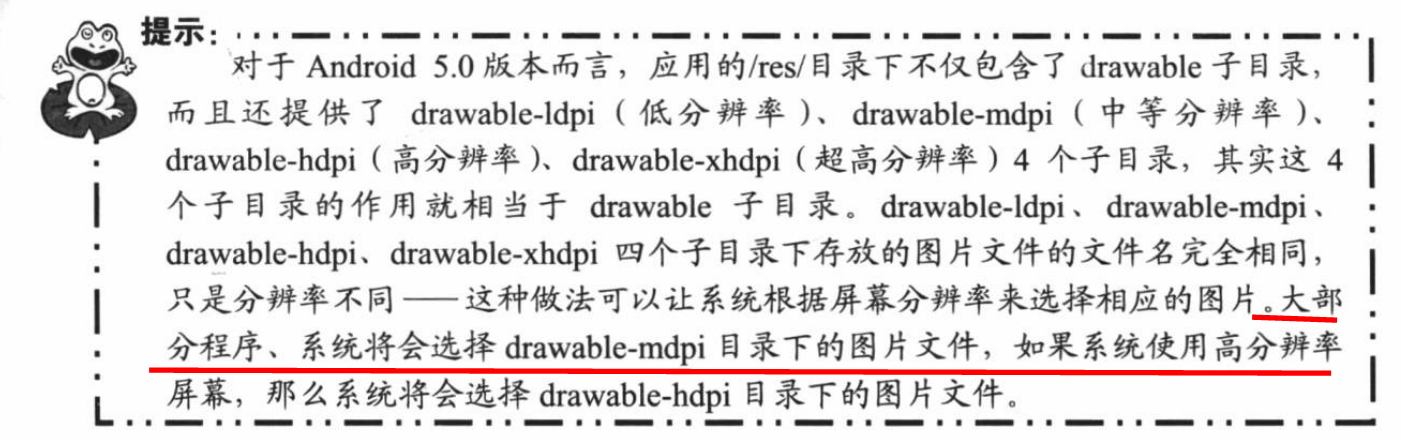 提示:
对于 Android 5.0 版本而言，应用的/res/目录下不仅包含了 drawable 子目录，
而且还提供了 drawable-ldpi（低分辨率）、drawable-mdpi（中等分辨率）、
drawable-hdpi（高分辨率）、drawable-xhdpi（超高分辨率）4 个子目录，其实这 4
个子目录的作用就相当于 drawable 子目录。drawable-ldpi、drawable-mdpi、
drawable-hdpi、drawable-xhdpi 四个子目录下存放的图片文件的文件名完全相同，
只是分辨率不同——这种做法可以让系统根据屏幕分辨率来选择相应的图片。大部
分程序、系统将会选择 drawable-mdpi 目录下的图片文件，如果系统使用高分辨率
屏幕，那么系统将会选择 drawable-hdpi 目录下的图片文件。